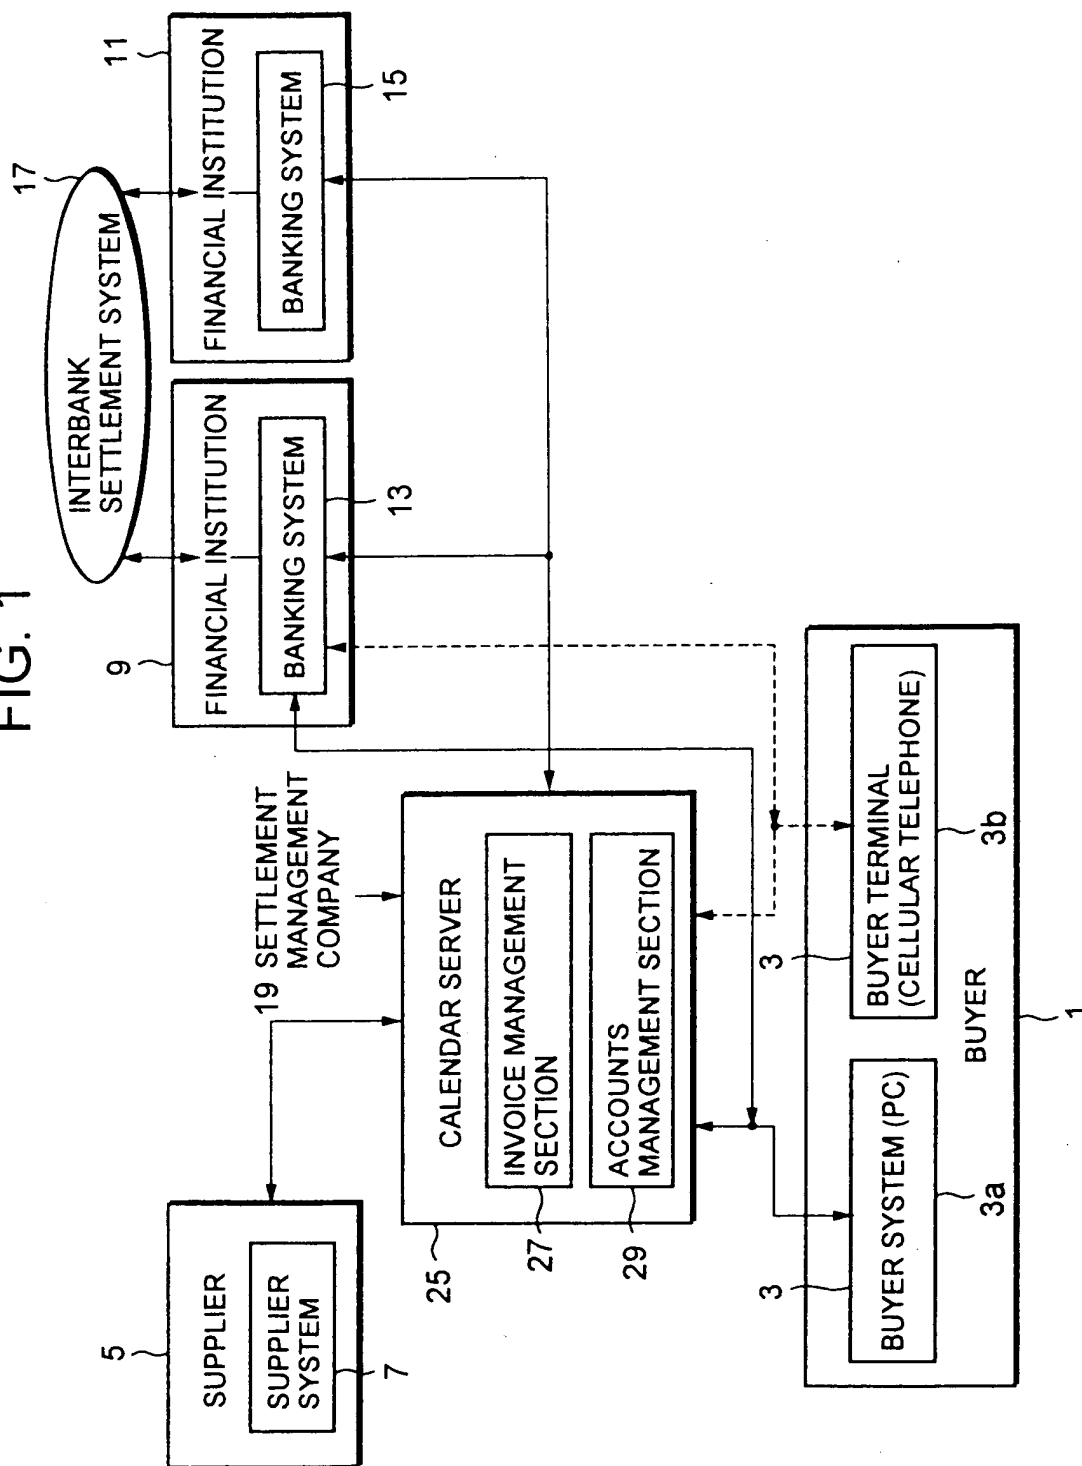 FIG. 1
17
INTERBANK
SETTLEMENT SYSTEM
9
FINANCIAL INSTITUTION
BANKING SYSTEM
13
11
FINANCIAL INSTITUTION
BANKING SYSTEM
15
5
SUPPLIER
SUPPLIER
SYSTEM
7
19 SETTLEMENT
MANAGEMENT
COMPANY
25
CALENDAR SERVER
INVOICE MANAGEMENT
SECTION
27
ACCOUNTS
MANAGEMENT SECTION
29
3
BUYER SYSTEM (PC)
3a
3
BUYER TERMINAL
(CELLULAR TELEPHONE)
3b
BUYER
1